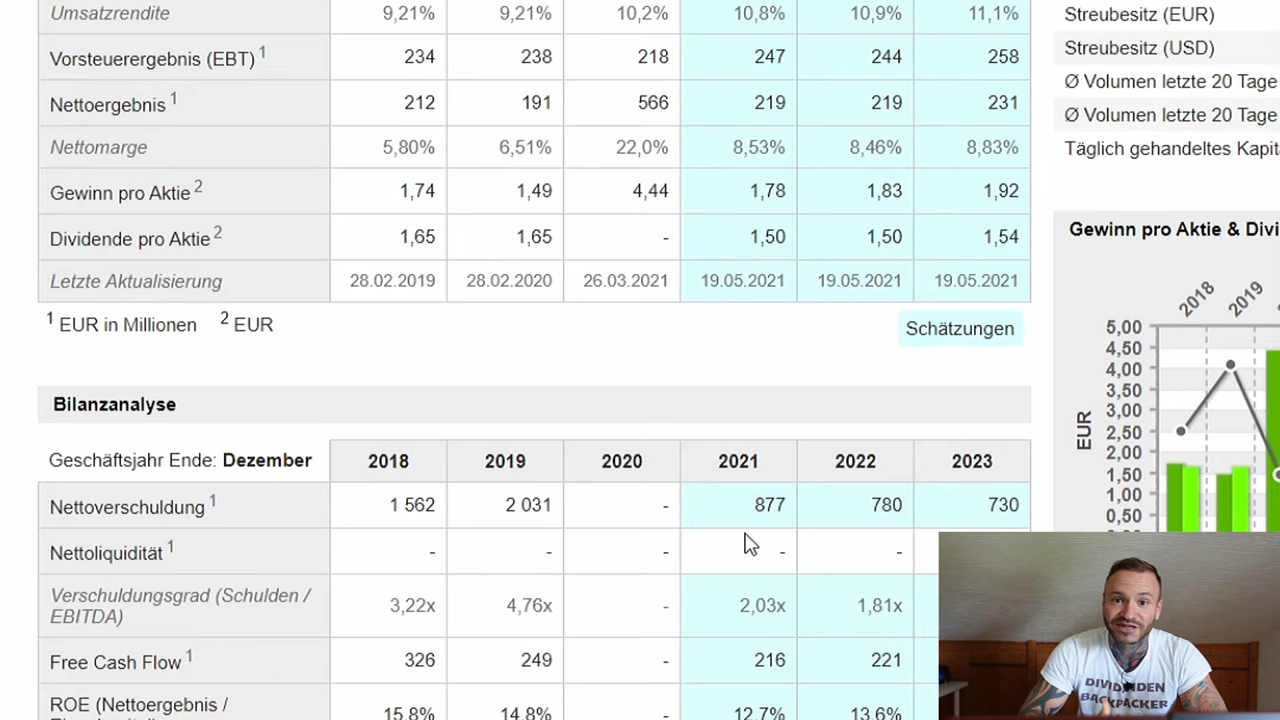 Umsatzrendite 9,21% 9,21% 10,2% 10,8% 10,9% 11,1%
Vorsteuerergebnis (EBT) 1 234 238 218 247 244 258
Nettoergebnis 1 212 191 566 219 219 231
Nettomarge 5,80% 6,51% 22,0% 8,53% 8,46% 8,83%
Gewinn pro Aktie 2 1,74 1,49 4,44 1,78 1,83 1,92
Dividende pro Aktie 2 1,65 1,65 - 1,50 1,50 1,54
Letzte Aktualisierung 28.02.2019 28.02.2020 26.03.2021 19.05.2021 19.05.2021 19.05.2021
1 EUR in Millionen 2 EUR
Schätzungen
Bilanzanalyse
Geschäftsjahr Ende: Dezember 2018 2019 2020 2021 2022 2023
Nettoverschuldung 1 1 562 2 031 - 877 780 730
Nettoliquidität 1 - - - - -
Verschuldungsgrad (Schulden /
EBITDA) 3,22x 4,76x - 2,03x 1,81x
Free Cash Flow 1 326 249 - 216 221
ROE (Nettoergebnis /
15,8% 14,8% - 12,7% 13,6%
Streubesitz (EUR)
Streubesitz (USD)
Ø Volumen letzte 20 Tage
Ø Volumen letzte 20 Tage
Täglich gehandeltes Kapit
Gewinn pro Aktie & Divi
2018 2019
5,00
4,50
4,00
3,50
3,00
2,50
2,00
1,50
1,00
0,50
EUR
DIVIDENDEN
BACKPACKER